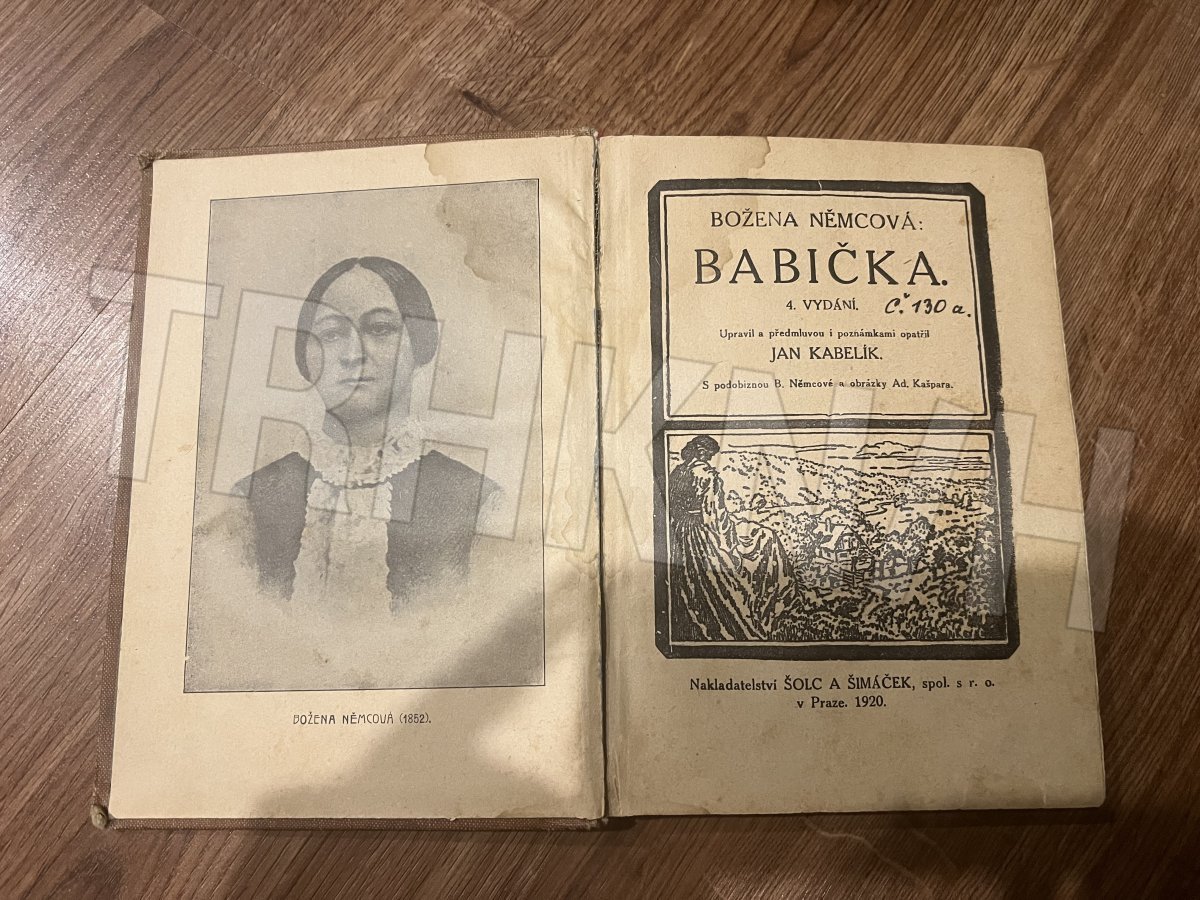 BOŽENA NĚMCOVÁ (1852).
BOŽENA NĚMCOVÁ:
BABIČKA.
4. VYDÁNÍ. Č. 130 a.
Upravil a předmluvou i poznámkami opatřil
JAN KABELÍK.
S podobiznou B. Němcové a obrázky Ad. Kašpara.
Nakladatelství ŠOLC A ŠIMÁČEK, spol. s r. o.
v Praze. 1920.
TRHKNIH